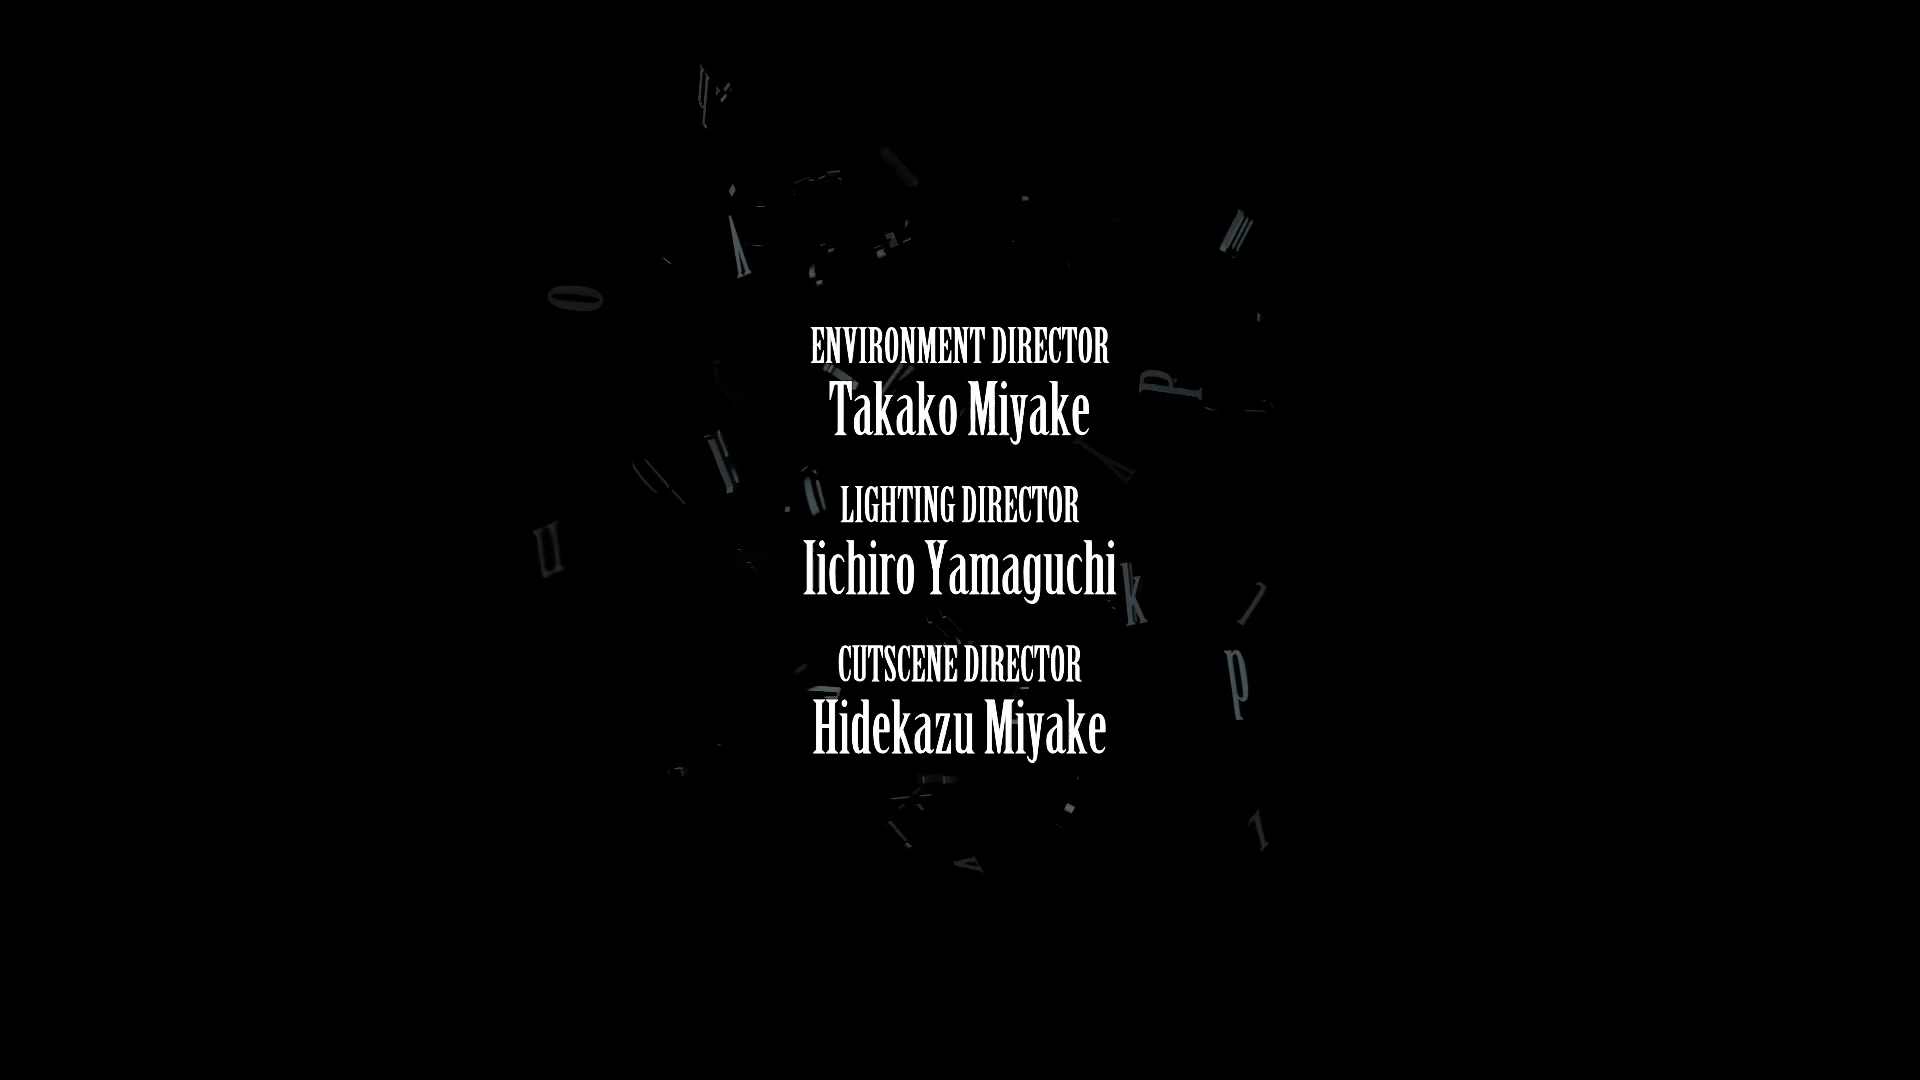 ENVIRONMENT DIRECTOR
Takako Miyake
LIGHTING DIRECTOR
Iichiro Yamaguchi
CUTSCENE DIRECTOR
Hidekazu Miyake